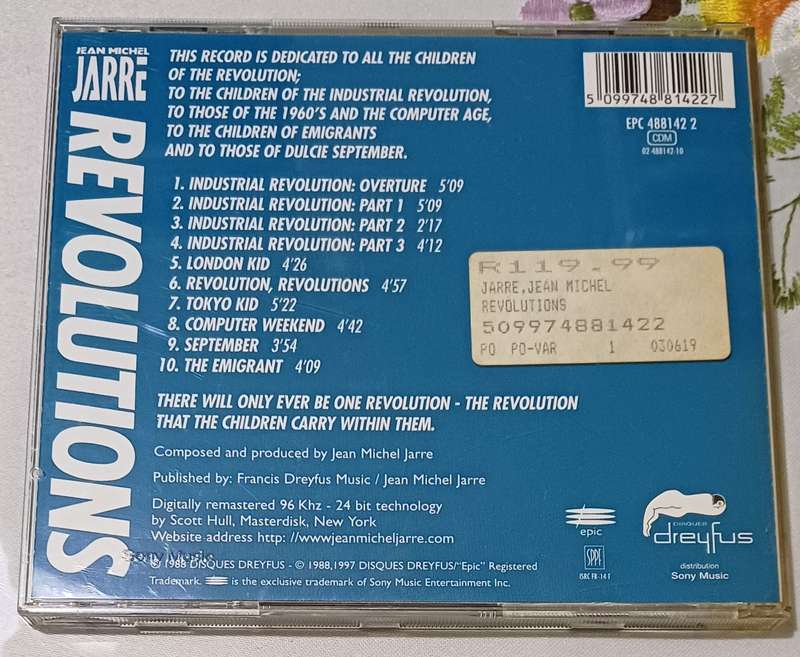 JEAN MICHEL
JARRE
REVOLUTIONS
THIS RECORD IS DEDICATED TO ALL THE CHILDREN
OF THE REVOLUTION;
TO THE CHILDREN OF THE INDUSTRIAL REVOLUTION,
TO THOSE OF THE 1960'S AND THE COMPUTER AGE,
TO THE CHILDREN OF EMIGRANTS
AND TO THOSE OF DULCIE SEPTEMBER.
5 099748 814227
EPC 488142 2
CDM
02-488142-10
1. INDUSTRIAL REVOLUTION: OVERTURE 5'09
2. INDUSTRIAL REVOLUTION: PART 1 5'09
3. INDUSTRIAL REVOLUTION: PART 2 2'17
4. INDUSTRIAL REVOLUTION: PART 3 4'12
5. LONDON KID 4'26
6. REVOLUTION, REVOLUTIONS 4'57
7. TOKYO KID 5'22
8. COMPUTER WEEKEND 4'42
9. SEPTEMBER 3'54
10. THE EMIGRANT 4'09
R119.99
JARRE,JEAN MICHEL
REVOLUTIONS
509974881422
PO PO-VAR 1 030619
THERE WILL ONLY EVER BE ONE REVOLUTION - THE REVOLUTION
THAT THE CHILDREN CARRY WITHIN THEM.
Composed and produced by Jean Michel Jarre
Published by: Francis Dreyfus Music / Jean Michel Jarre
Digitally remastered 96 Khz - 24 bit technology
by Scott Hull, Masterdisk, New York
Website address http: //www.jeanmicheljarre.com
Sony Music
℗ 1988 DISQUES DREYFUS - © 1988,1997 DISQUES DREYFUS/"Epic" Registered
Trademark. epic is the exclusive trademark of Sony Music Entertainment Inc.
epic
SPPF
ISRC FR-14 1
DISQUES
dreyfus
distribution
Sony Music